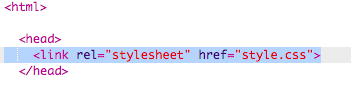 <html>
<head>
<link rel="stylesheet" href="style.css">
</head>